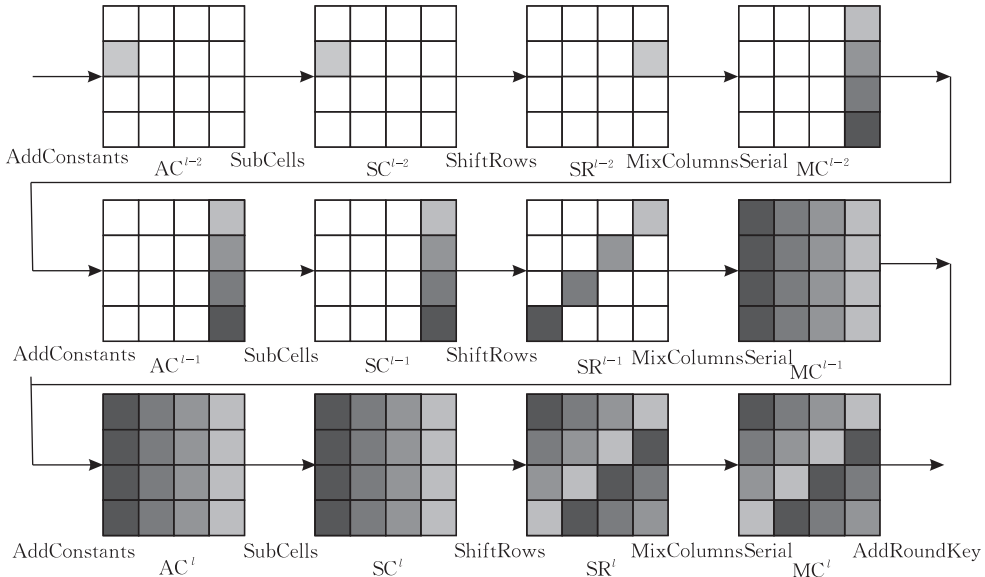 AddConstants AC^{l-2} SubCells SC^{l-2} ShiftRows SR^{l-2} MixColumnsSerial MC^{l-2}
AddConstants AC^{l-1} SubCells SC^{l-1} ShiftRows SR^{l-1} MixColumnsSerial MC^{l-1}
AddConstants AC^{l} SubCells SC^{l} ShiftRows SR^{l} MixColumnsSerial MC^{l} AddRoundKey